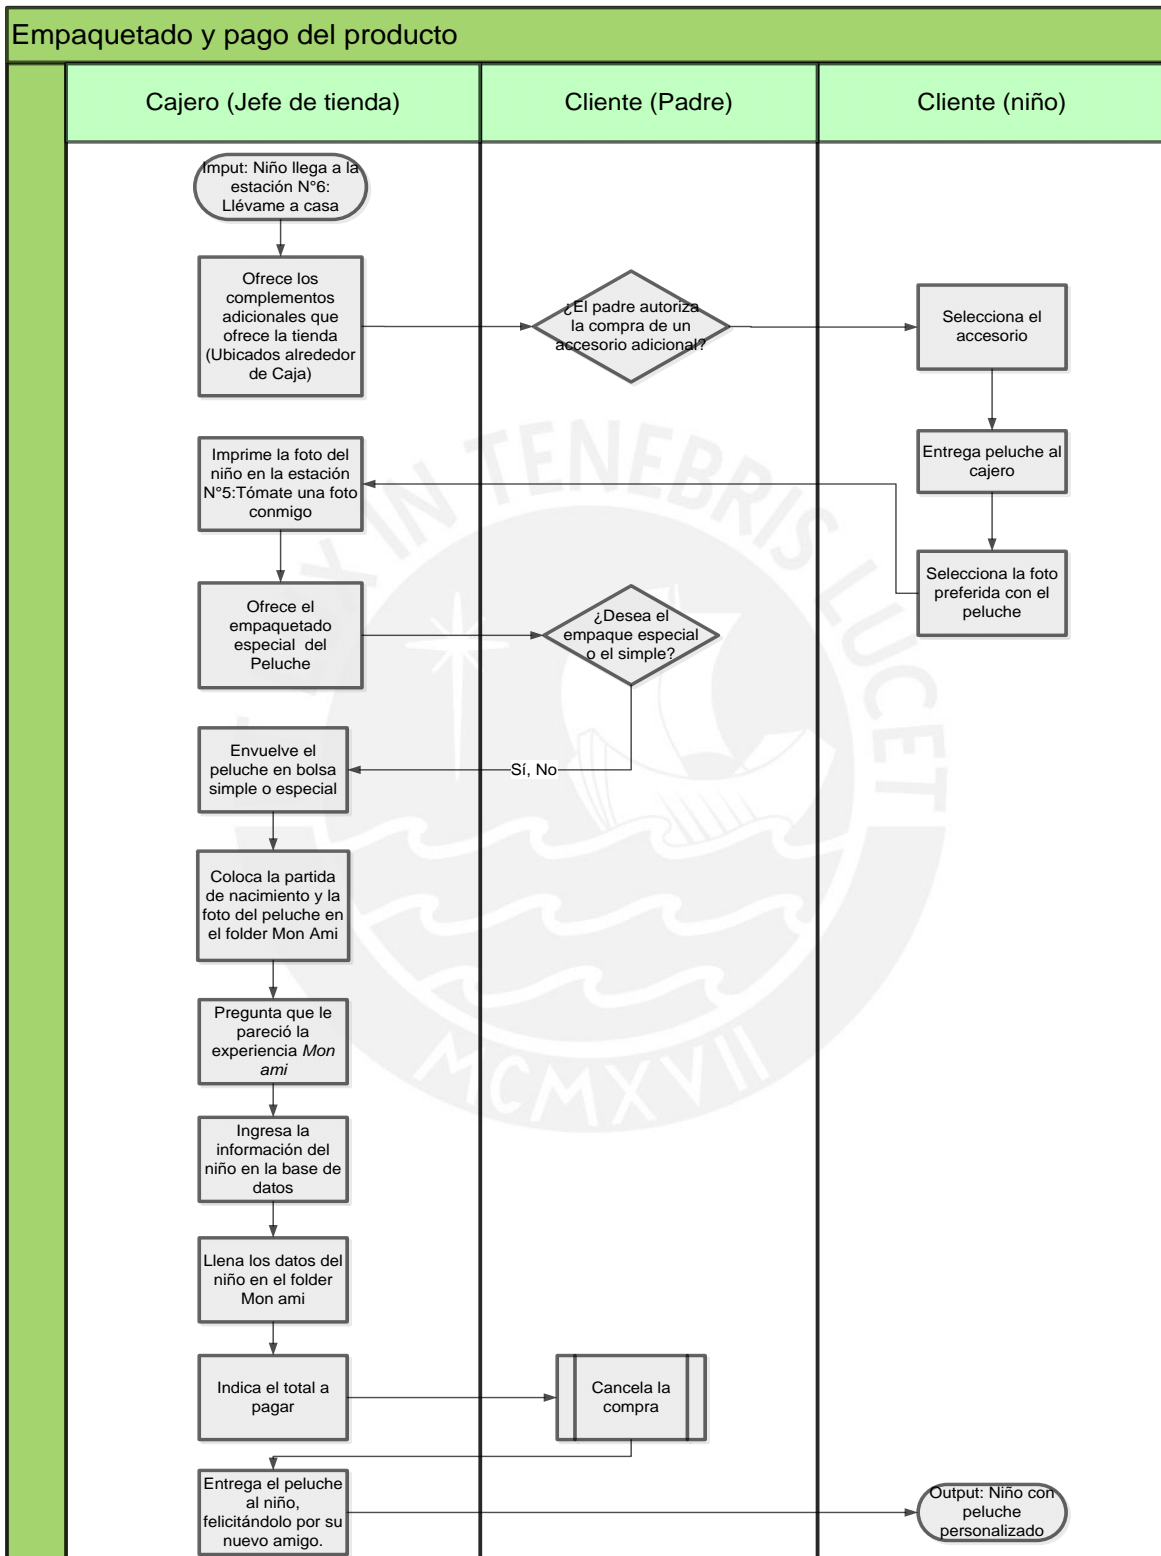 Empaquetado y pago del producto
Cajero (Jefe de tienda)
Cliente (Padre)
Cliente (niño)
Imput: Niño llega a la
estación N°6:
Llévame a casa
Ofrece los
complementos
adicionales que
ofrece la tienda
(Ubicados alrededor
de Caja)
¿El padre autoriza
la compra de un
accesorio adicional?
Selecciona el
accesorio
Entrega peluche al
cajero
Selecciona la foto
preferida con el
peluche
Imprime la foto del
niño en la estación
N°5:Tómate una foto
conmigo
Ofrece el
empaquetado
especial del
Peluche
¿Desea el
empaque especial
o el simple?
Sí, No
Envuelve el
peluche en bolsa
simple o especial
Coloca la partida
de nacimiento y la
foto del peluche en
el folder Mon Ami
Pregunta que le
pareció la
experiencia Mon
ami
Ingresa la
información del
niño en la base de
datos
Llena los datos del
niño en el folder
Mon ami
Indica el total a
pagar
Cancela la
compra
Entrega el peluche
al niño,
felicitándolo por su
nuevo amigo.
Output: Niño con
peluche
personalizado
ET LUX IN TENEBRIS LUCET
MCMXVII